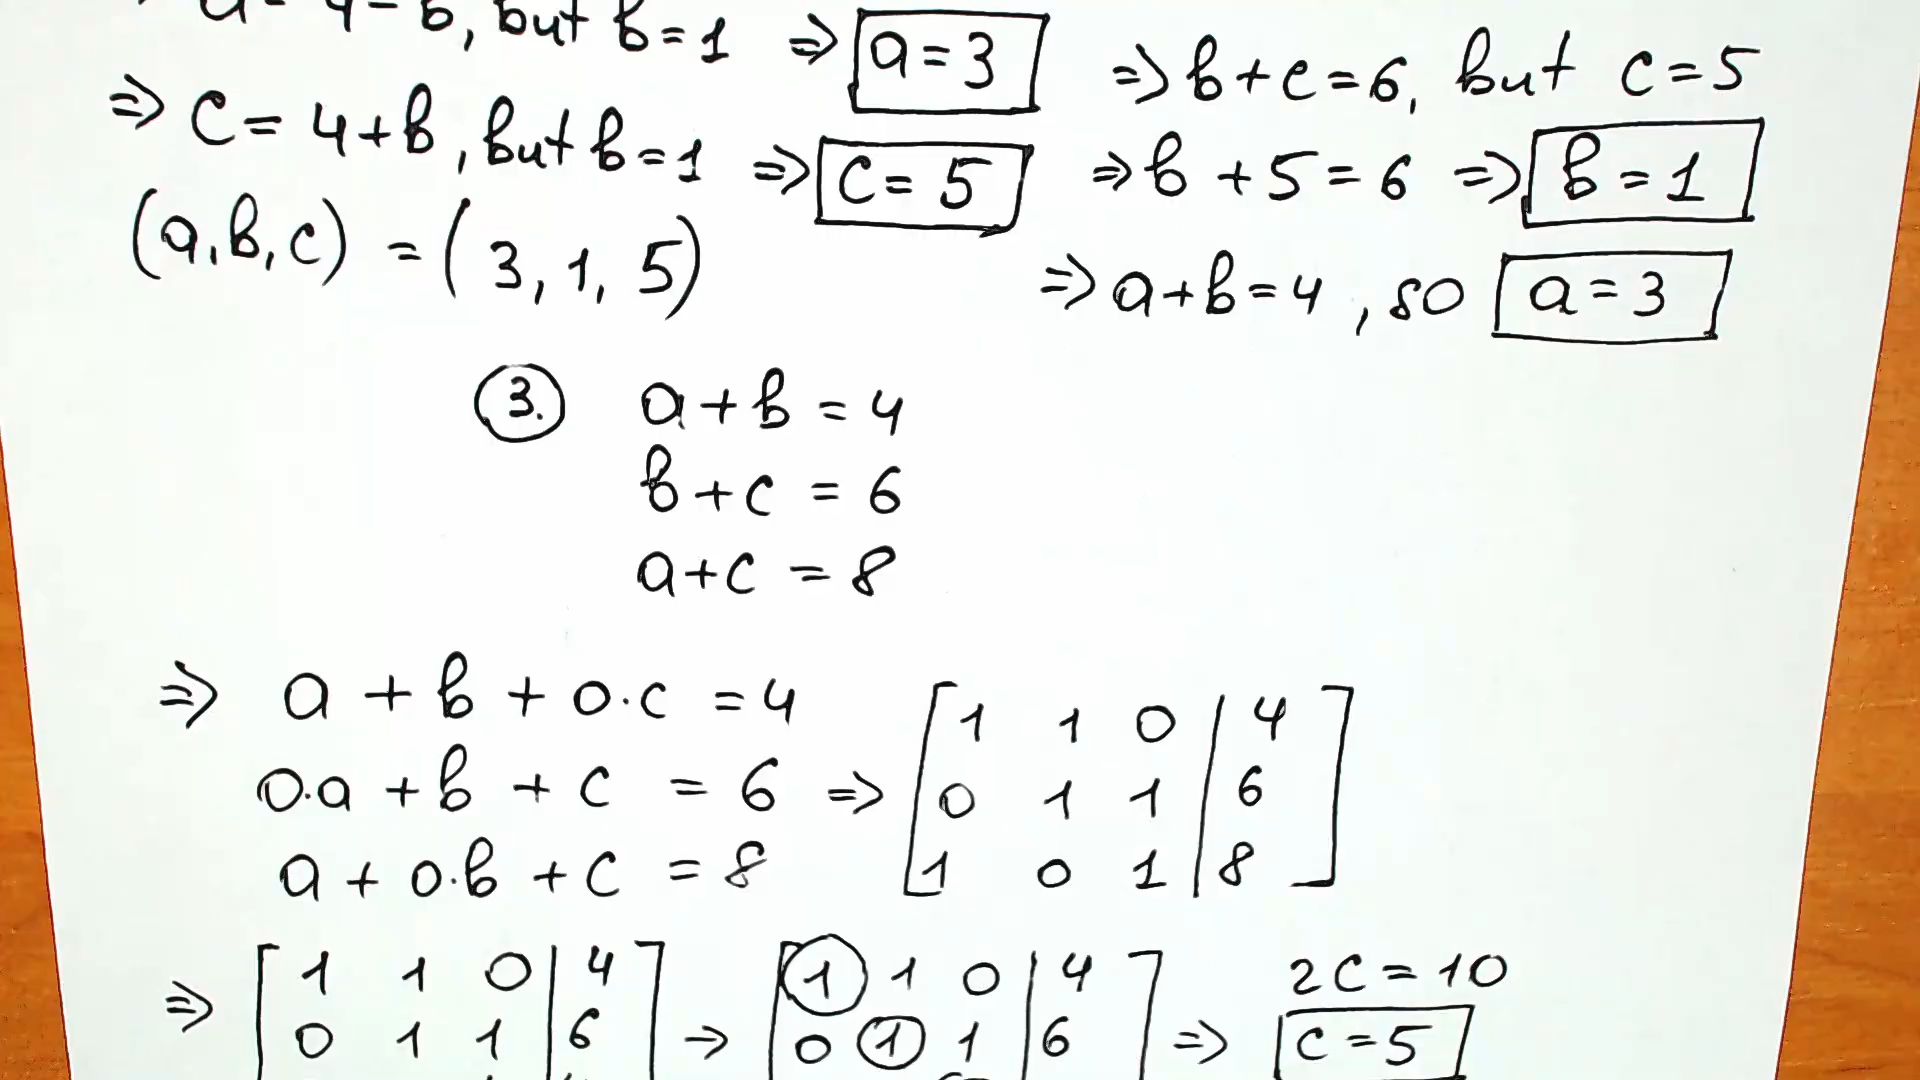 a = 4 - b, but b = 1 ⇒ a = 3
⇒ c = 4 + b, but b = 1 ⇒ c = 5
(a, b, c) = (3, 1, 5)
⇒ b + c = 6, but c = 5
⇒ b + 5 = 6 ⇒ b = 1
⇒ a + b = 4, so a = 3
3. a + b = 4
b + c = 6
a + c = 8
⇒ a + b + 0·c = 4
0·a + b + c = 6 ⇒
a + 0·b + c = 8
1 1 0 | 4
0 1 1 | 6
1 0 1 | 8
⇒
1 1 0 | 4
0 1 1 | 6
→
1 1 0 | 4
0 1 1 | 6
⇒
2c = 10
c = 5